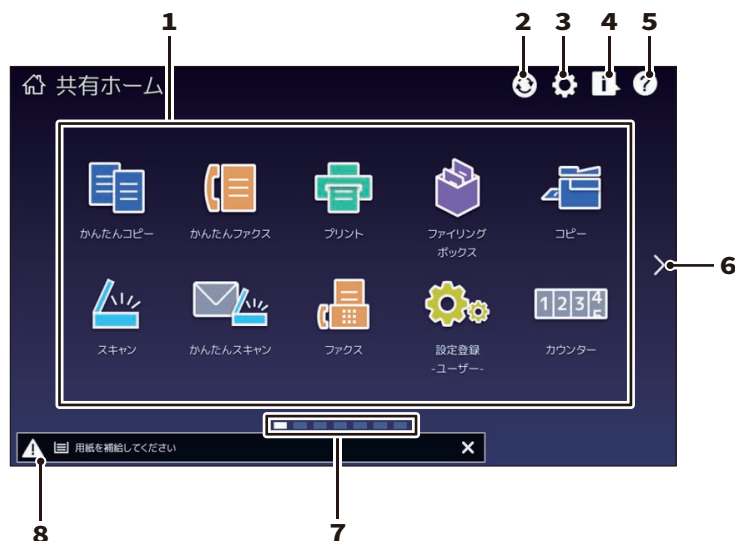 1
2
3
4
5
共有ホーム
i
?
かんたんコピー
かんたんファクス
プリント
ファイリング
ボックス
コピー
6
1234
5
スキャン
かんたんスキャン
ファクス
設定登録
-ユーザー-
カウンター
用紙を補給してください
8
7